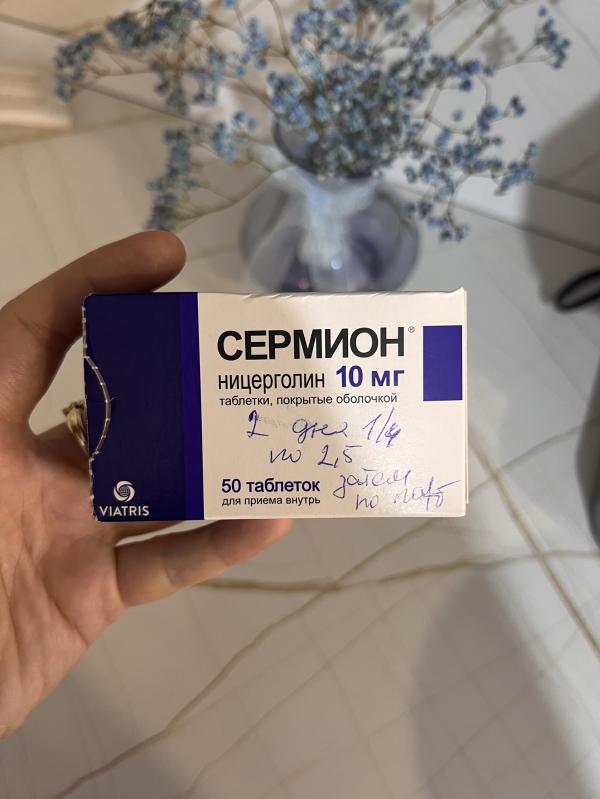 СЕРМИОН®
ницерголин 10 мг
таблетки, покрытые оболочкой
2 дня 1/4
по 2,5
50 таблеток затем
для приема внутрь по
VIATRIS